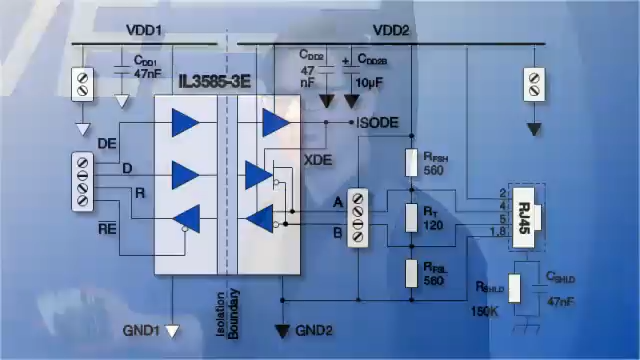 VDD1
VDD2
CDD1
47nF
IL3585-3E
CDD2
47
nF
+
CDD2B
10µF
ISODE
DE
XDE
D
R
RE
A
B
RFSH
560
RT
120
RFSL
560
2
4
5
1,8
RJ45
RSHLD
150K
CSHLD
47nF
GND1
Isolation
Boundary
GND2